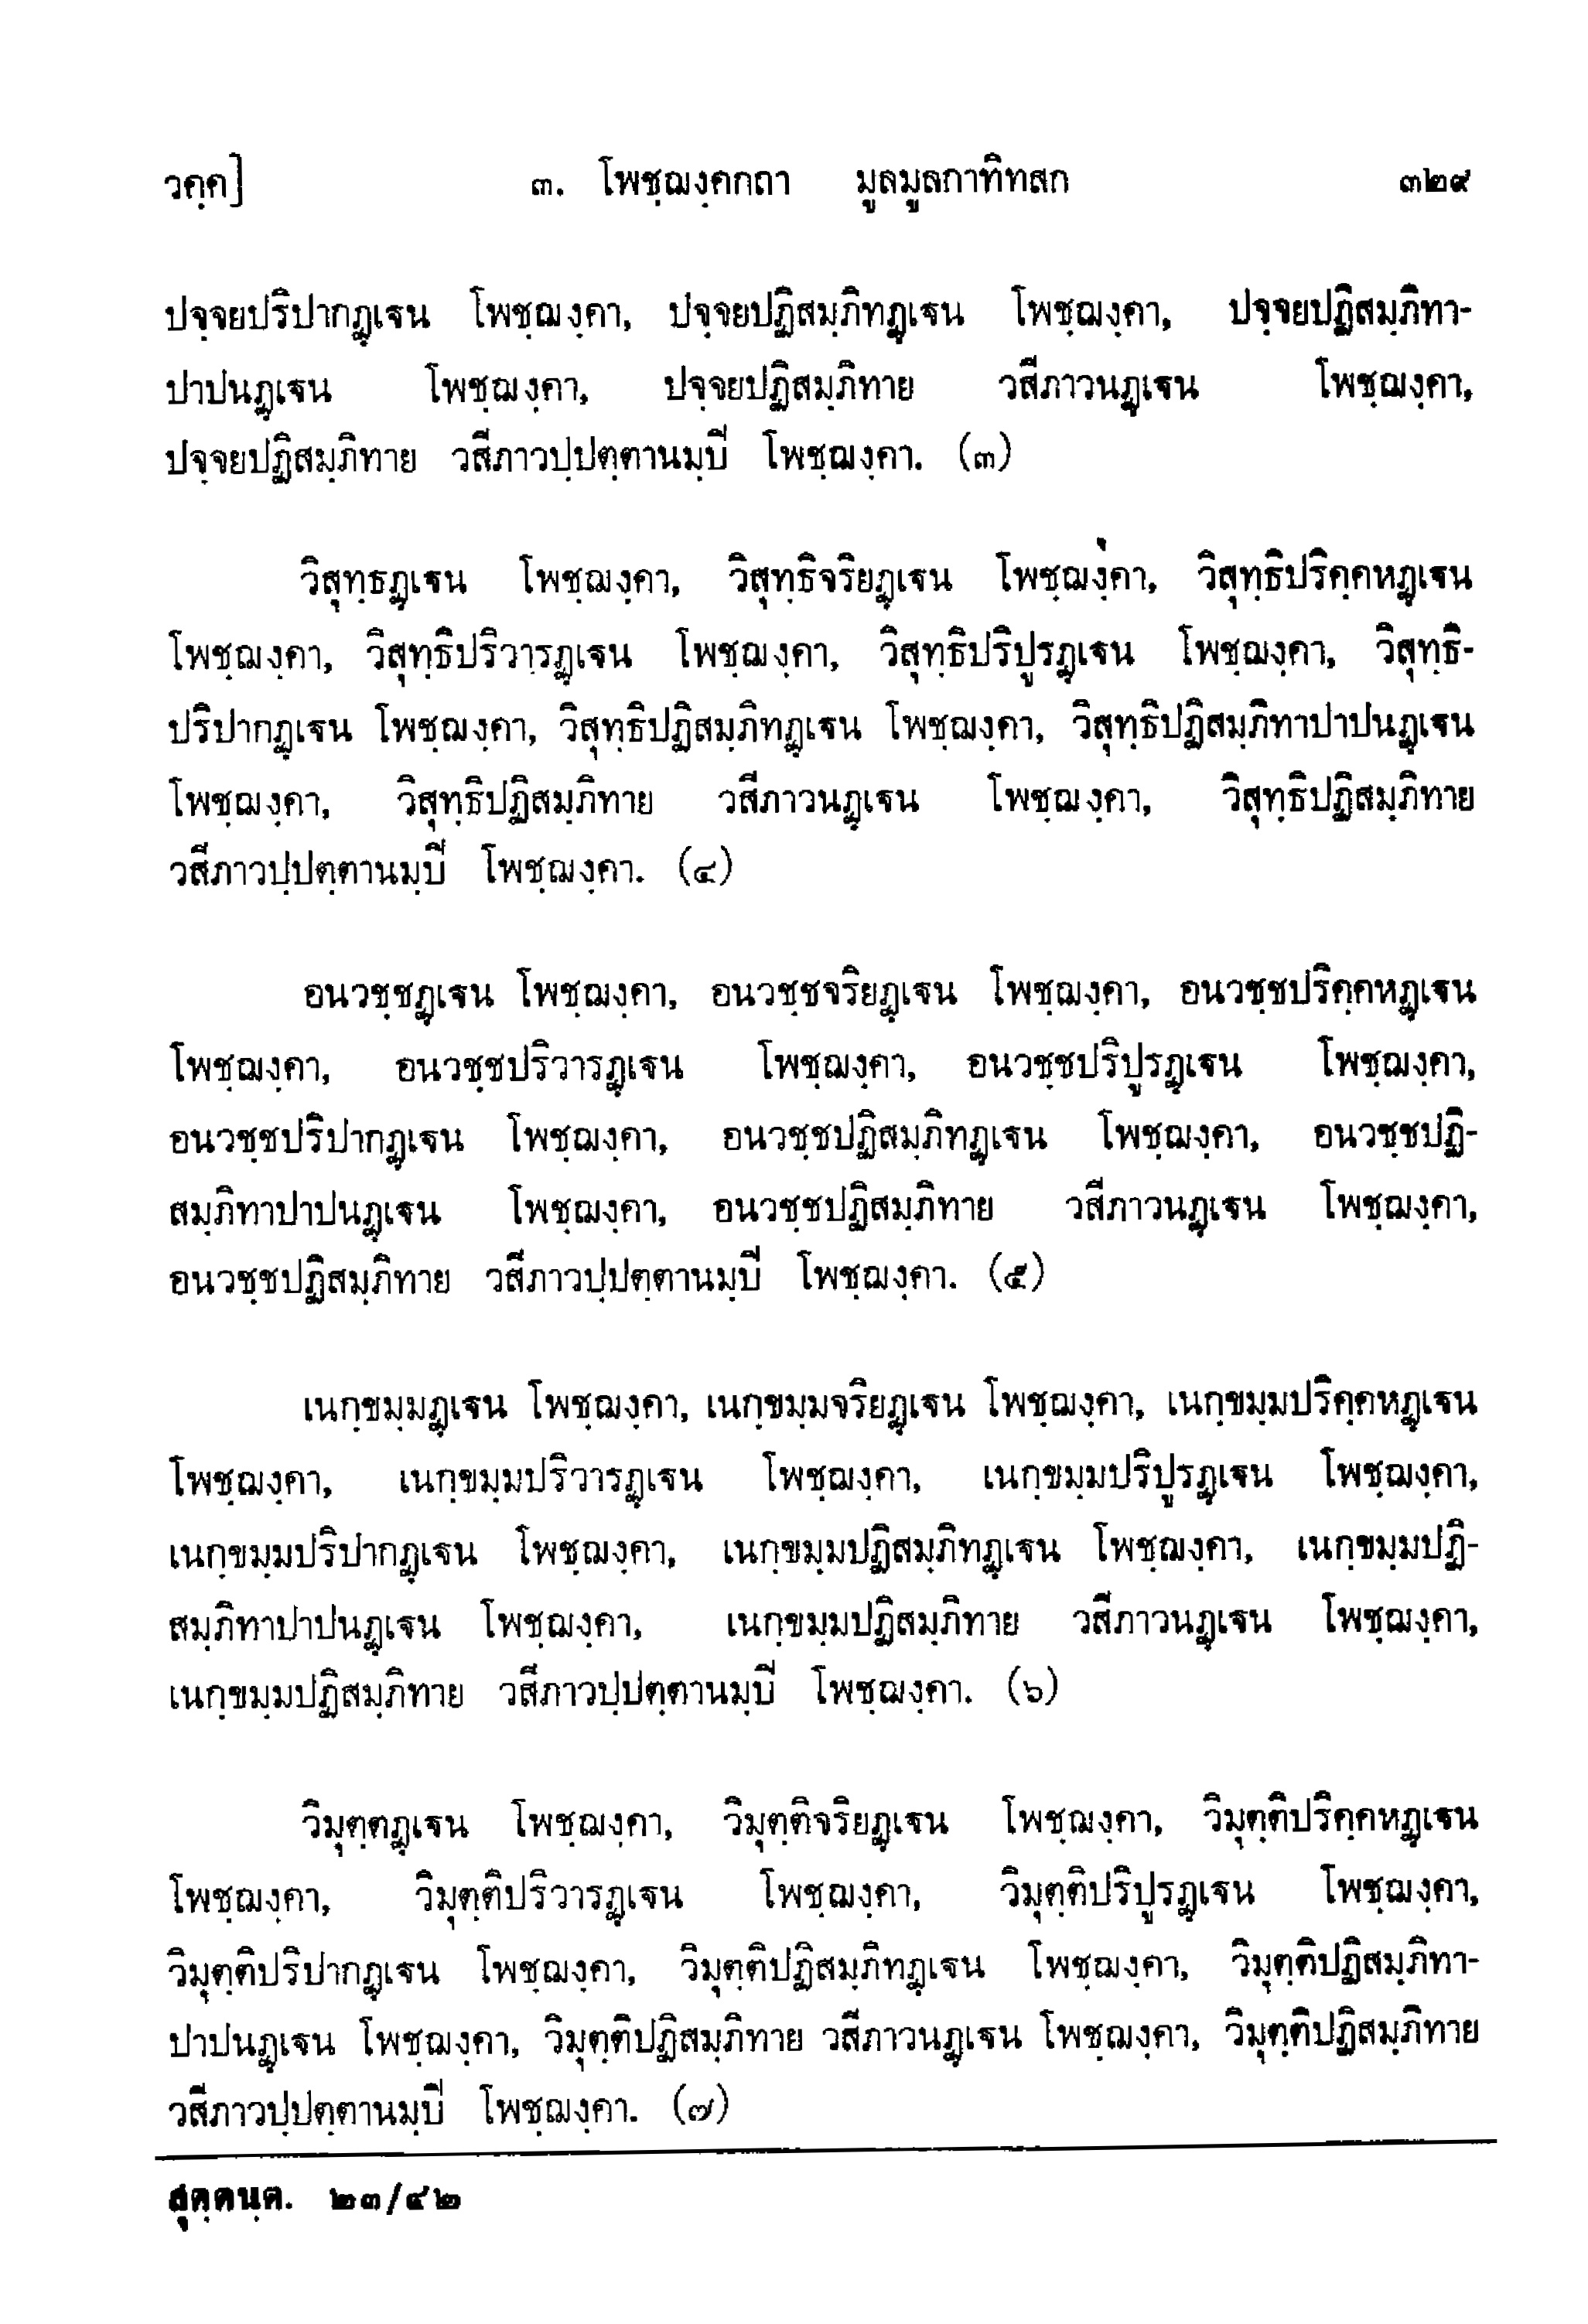 วคฺค] ๓. โพชฺฌงฺคกถา มูลมูลกาทิทสก ๓๒๙
ปจฺจยปริปากฏฺเฐน โพชฺฌงฺคา, ปจฺจยปฏิสมฺภิทฏฺเฐน โพชฺฌงฺคา, ปจฺจยปฏิสมฺภิทา-
ปาปนฏฺเฐน โพชฺฌงฺคา, ปจฺจยปฏิสมฺภิทาย วสีภาวนฏฺเฐน โพชฺฌงฺคา,
ปจฺจยปฏิสมฺภิทาย วสีภาวปฺปตฺตานมฺปิ โพชฺฌงฺคา. (๓)
วิสุทฺธฏฺเฐน โพชฺฌงฺคา, วิสุทฺธิจริยฏฺเฐน โพชฺฌงฺคา, วิสุทฺธิปริคฺคหฏฺเฐน
โพชฺฌงฺคา, วิสุทฺธิปริวารฏฺเฐน โพชฺฌงฺคา, วิสุทฺธิปริปูรฏฺเฐน โพชฺฌงฺคา, วิสุทฺธิ-
ปริปากฏฺเฐน โพชฺฌงฺคา, วิสุทฺธิปฏิสมฺภิทฏฺเฐน โพชฺฌงฺคา, วิสุทฺธิปฏิสมฺภิทาปาปนฏฺเฐน
โพชฺฌงฺคา, วิสุทฺธิปฏิสมฺภิทาย วสีภาวนฏฺเฐน โพชฺฌงฺคา, วิสุทฺธิปฏิสมฺภิทาย
วสีภาวปฺปตฺตานมฺปิ โพชฺฌงฺคา. (๔)
อนวชฺชฏฺเฐน โพชฺฌงฺคา, อนวชฺชจริยฏฺเฐน โพชฺฌงฺคา, อนวชฺชปริคฺคหฏฺเฐน
โพชฺฌงฺคา, อนวชฺชปริวารฏฺเฐน โพชฺฌงฺคา, อนวชฺชปริปูรฏฺเฐน โพชฺฌงฺคา,
อนวชฺชปริปากฏฺเฐน โพชฺฌงฺคา, อนวชฺชปฏิสมฺภิทฏฺเฐน โพชฺฌงฺคา, อนวชฺชปฏิ-
สมฺภิทาปาปนฏฺเฐน โพชฺฌงฺคา, อนวชฺชปฏิสมฺภิทาย วสีภาวนฏฺเฐน โพชฺฌงฺคา,
อนวชฺชปฏิสมฺภิทาย วสีภาวปฺปตฺตานมฺปิ โพชฺฌงฺคา. (๕)
เนกฺขมฺมฏฺเฐน โพชฺฌงฺคา, เนกฺขมฺมจริยฏฺเฐน โพชฺฌงฺคา, เนกฺขมฺมปริคฺคหฏฺเฐน
โพชฺฌงฺคา, เนกฺขมฺมปริวารฏฺเฐน โพชฺฌงฺคา, เนกฺขมฺมปริปูรฏฺเฐน โพชฺฌงฺคา,
เนกฺขมฺมปริปากฏฺเฐน โพชฺฌงฺคา, เนกฺขมฺมปฏิสมฺภิทฏฺเฐน โพชฺฌงฺคา, เนกฺขมฺมปฏิ-
สมฺภิทาปาปนฏฺเฐน โพชฺฌงฺคา, เนกฺขมฺมปฏิสมฺภิทาย วสีภาวนฏฺเฐน โพชฺฌงฺคา,
เนกฺขมฺมปฏิสมฺภิทาย วสีภาวปฺปตฺตานมฺปิ โพชฺฌงฺคา. (๖)
วิมุตฺตฏฺเฐน โพชฺฌงฺคา, วิมุตฺติจริยฏฺเฐน โพชฺฌงฺคา, วิมุตฺติปริคฺคหฏฺเฐน
โพชฺฌงฺคา, วิมุตฺติปริวารฏฺเฐน โพชฺฌงฺคา, วิมุตฺติปริปูรฏฺเฐน โพชฺฌงฺคา,
วิมุตฺติปริปากฏฺเฐน โพชฺฌงฺคา, วิมุตฺติปฏิสมฺภิทฏฺเฐน โพชฺฌงฺคา, วิมุตฺติปฏิสมฺภิทา-
ปาปนฏฺเฐน โพชฺฌงฺคา, วิมุตฺติปฏิสมฺภิทาย วสีภาวนฏฺเฐน โพชฺฌงฺคา, วิมุตฺติปฏิสมฺภิทาย
วสีภาวปฺปตฺตานมฺปิ โพชฺฌงฺคา. (๗)
สุตฺตนฺต. ๒๓/๔๒